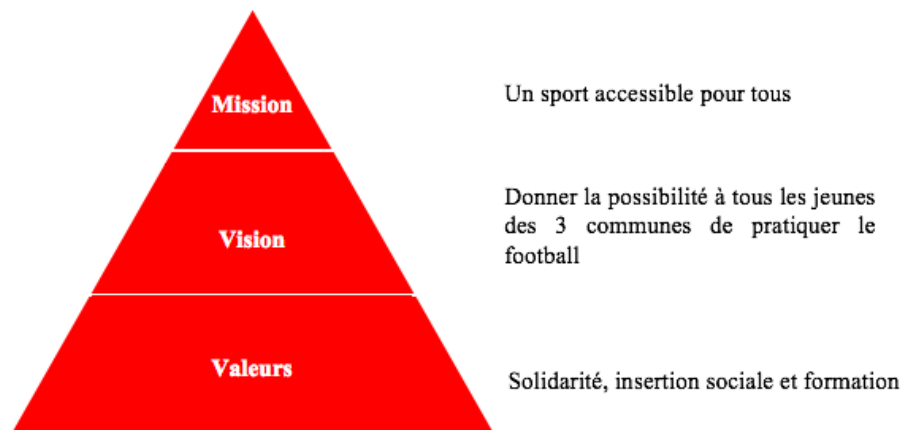 Mission
Un sport accessible pour tous
Vision
Donner la possibilité à tous les jeunes
des 3 communes de pratiquer le
football
Valeurs
Solidarité, insertion sociale et formation